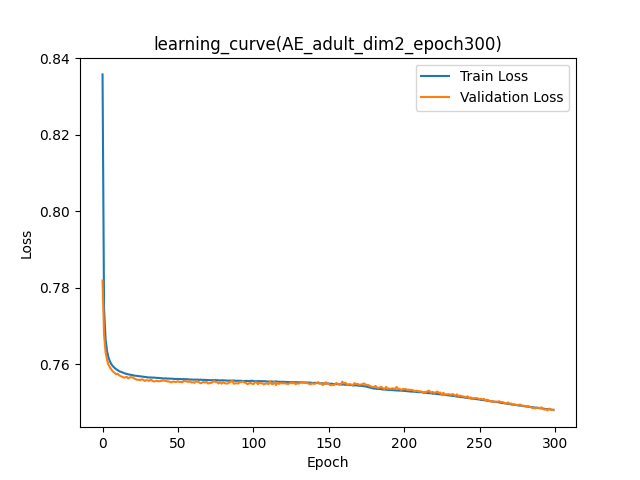 learning_curve(AE_adult_dim2_epoch300)
Train Loss
Validation Loss
Loss
0.84
0.82
0.80
0.78
0.76
0
50
100
150
200
250
300
Epoch